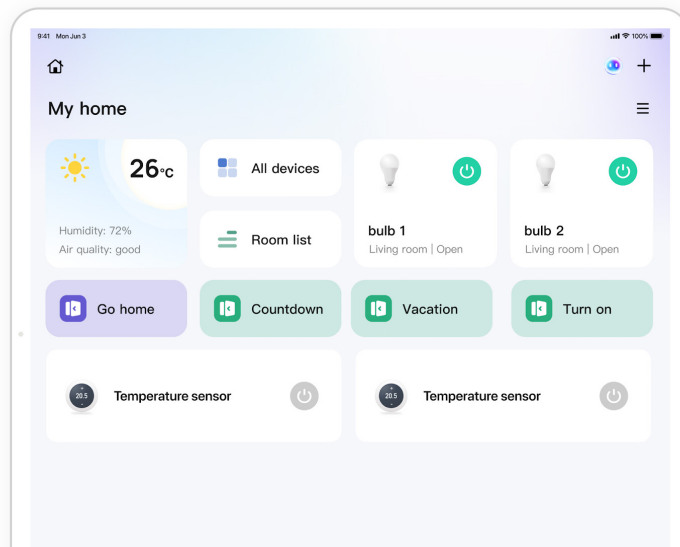 9:41 Mon Jun 3
100%
My home
26°C
Humidity: 72%
Air quality: good
All devices
Room list
bulb 1
Living room | Open
bulb 2
Living room | Open
Go home
Countdown
Vacation
Turn on
20.5
Temperature sensor
20.5
Temperature sensor